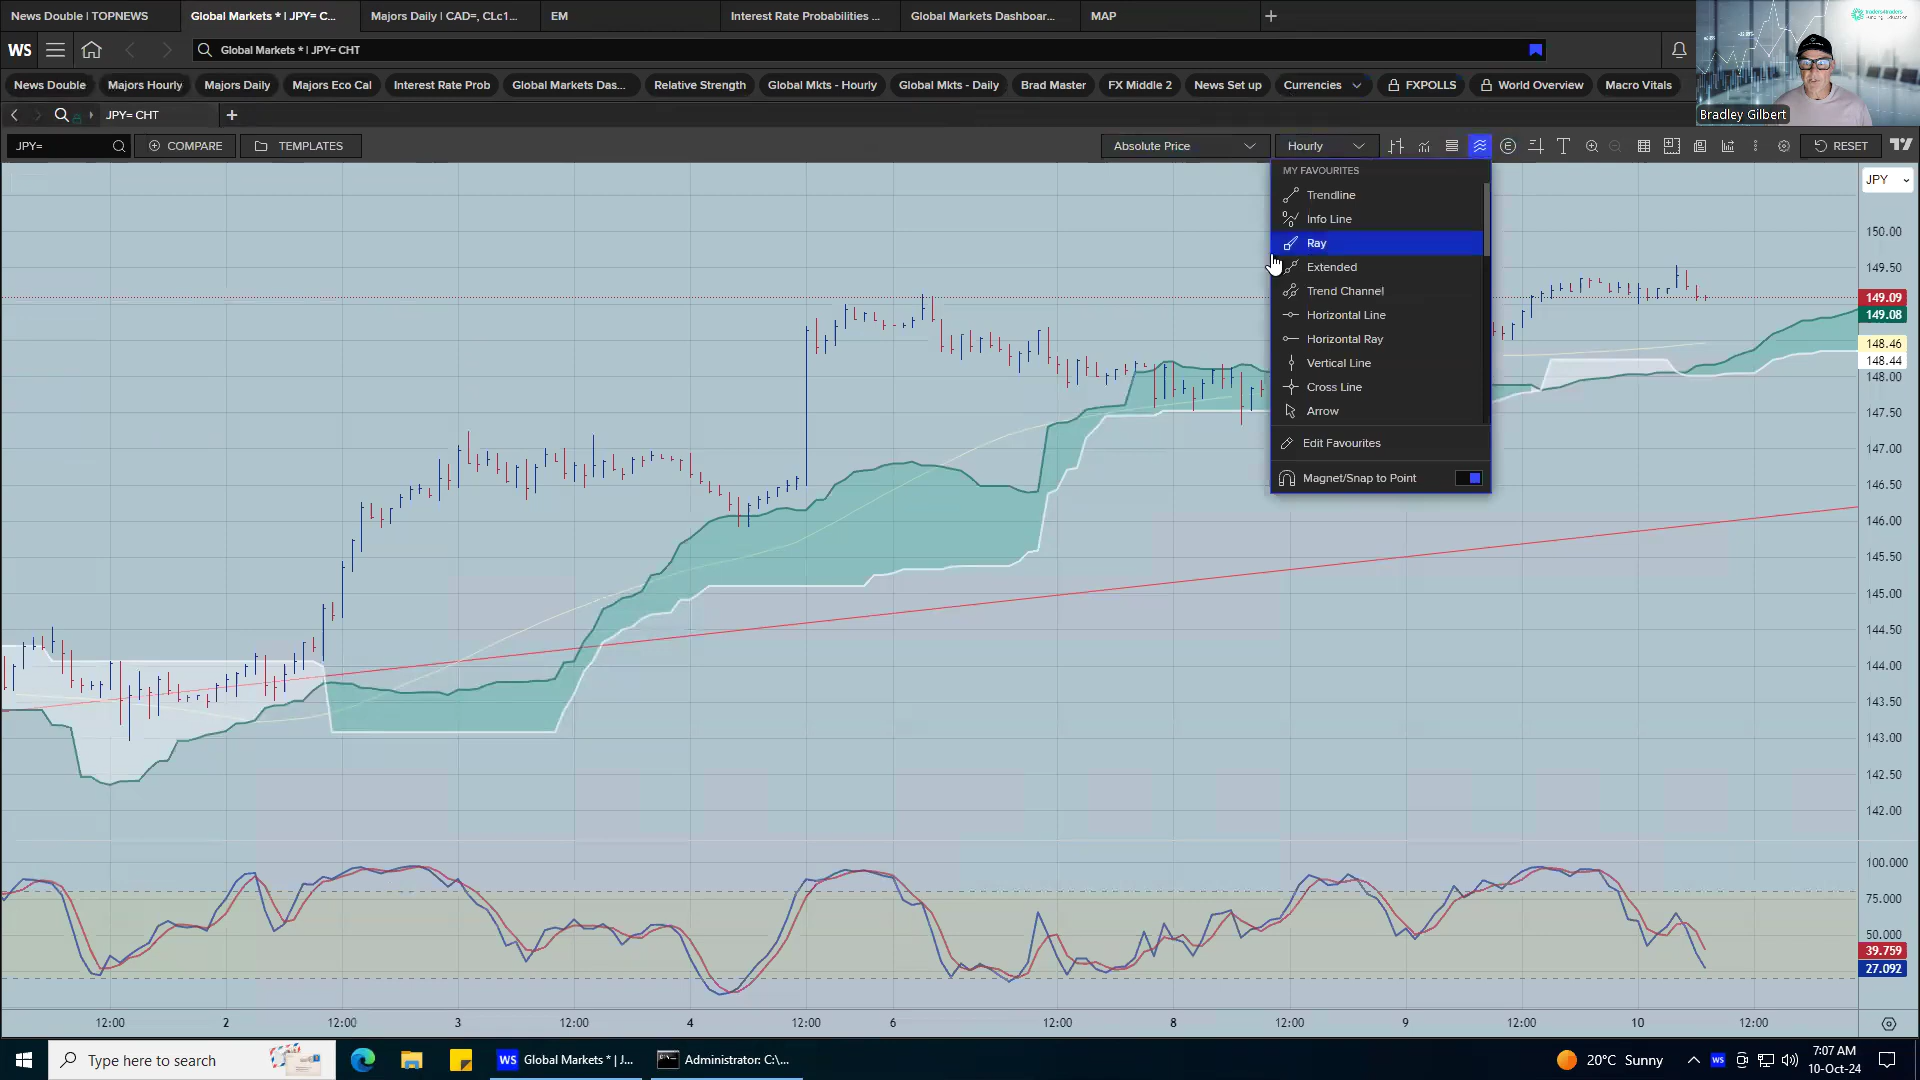 News Double | TOPNEWS
Global Markets * | JPY= C...
Majors Daily | CAD=, CLc1...
EM
Interest Rate Probabilities ...
Global Markets Dashboar...
MAP
WS
Global Markets * | JPY= CHT
News Double
Majors Hourly
Majors Daily
Majors Eco Cal
Interest Rate Prob
Global Markets Das...
Relative Strength
Global Mkts - Hourly
Global Mkts - Daily
Brad Master
FX Middle 2
News Set up
Currencies
FXPOLLS
World Overview
Macro Vitals
traders4traders
Bradley Gilbert
JPY= CHT
JPY=
COMPARE
TEMPLATES
Absolute Price
Hourly
RESET
MY FAVOURITES
Trendline
Info Line
Ray
Extended
Trend Channel
Horizontal Line
Horizontal Ray
Vertical Line
Cross Line
Arrow
Edit Favourites
Magnet/Snap to Point
JPY
150.00
149.50
149.09
149.08
148.46
148.44
148.00
147.50
147.00
146.50
146.00
145.50
145.00
144.50
144.00
143.50
143.00
142.50
142.00
100.000
75.000
50.000
39.759
27.092
12:00
2
12:00
3
12:00
4
12:00
6
12:00
8
12:00
9
12:00
10
12:00
Type here to search
WS
Global Markets * | J...
Administrator: C:\...
20°C Sunny
WS
7:07 AM
10-Oct-24